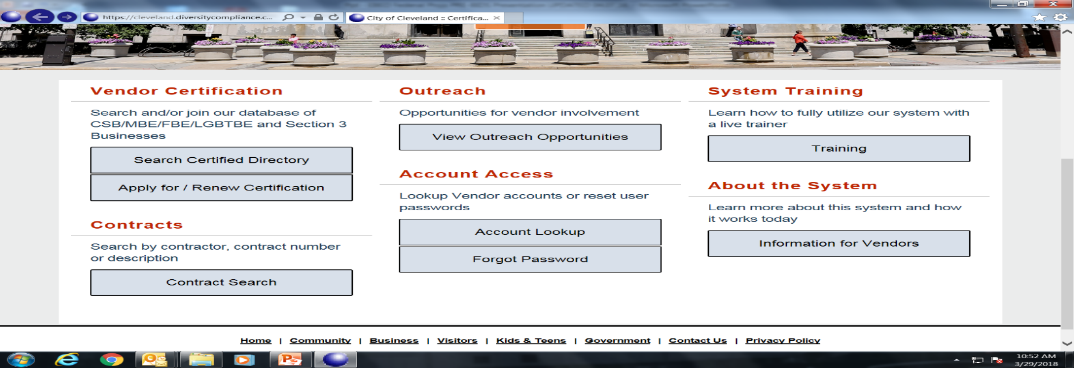 https://cleveland.diversitycompliance.c...
City of Cleveland :: Certifica...
Vendor Certification
Search and/or join our database of
CSB/MBE/FBE/LGBTBE and Section 3
Businesses
Search Certified Directory
Apply for / Renew Certification
Contracts
Search by contractor, contract number
or description
Contract Search
Outreach
Opportunities for vendor involvement
View Outreach Opportunities
Account Access
Lookup Vendor accounts or reset user
passwords
Account Lookup
Forgot Password
System Training
Learn how to fully utilize our system with
a live trainer
Training
About the System
Learn more about this system and how
it works today
Information for Vendors
Home | Community | Business | Visitors | Kids & Teens | Government | Contact Us | Privacy Policy
10:52 AM
3/29/2018